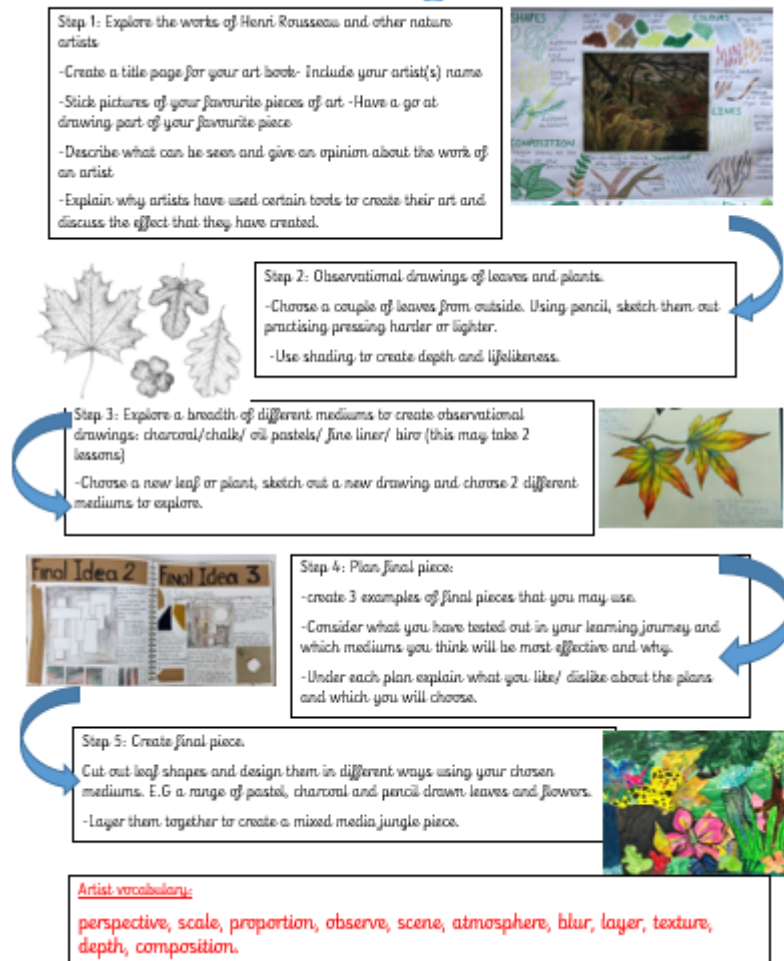 Step 1: Explore the works of Henri Rousseau and other nature
artists
-Create a title page for your art book- Include your artist(s) name
-Stick pictures of your favourite pieces of art -Have a go at
drawing part of your favourite piece
-Describe what can be seen and give an opinion about the work of
an artist
-Explain why artists have used certain tools to create their art and
discuss the effect that they have created.
SHAPES
COLOURS
LINKS
COMPOSITION
Step 2: Observational drawings of leaves and plants.
-Choose a couple of leaves from outside. Using pencil, sketch them out
practising pressing harder or lighter.
-Use shading to create depth and lifelikeness.
Step 3: Explore a breadth of different mediums to create observational
drawings: charcoal/chalk/ oil pastels/ fine liner/ biro (this may take 2
lessons)
-Choose a new leaf or plant, sketch out a new drawing and choose 2 different
mediums to explore.
Final Idea 2
Final Idea 3
Step 4: Plan final piece:
-create 3 examples of final pieces that you may use.
-Consider what you have tested out in your learning journey and
which mediums you think will be most effective and why.
-Under each plan explain what you like/ dislike about the plans
and which you will choose.
Step 5: Create final piece.
Cut out leaf shapes and design them in different ways using your chosen
mediums. E.G a range of pastel, charcoal and pencil drawn leaves and flowers.
-Layer them together to create a mixed media jungle piece.
Artist vocabulary:
perspective, scale, proportion, observe, scene, atmosphere, blur, layer, texture,
depth, composition.